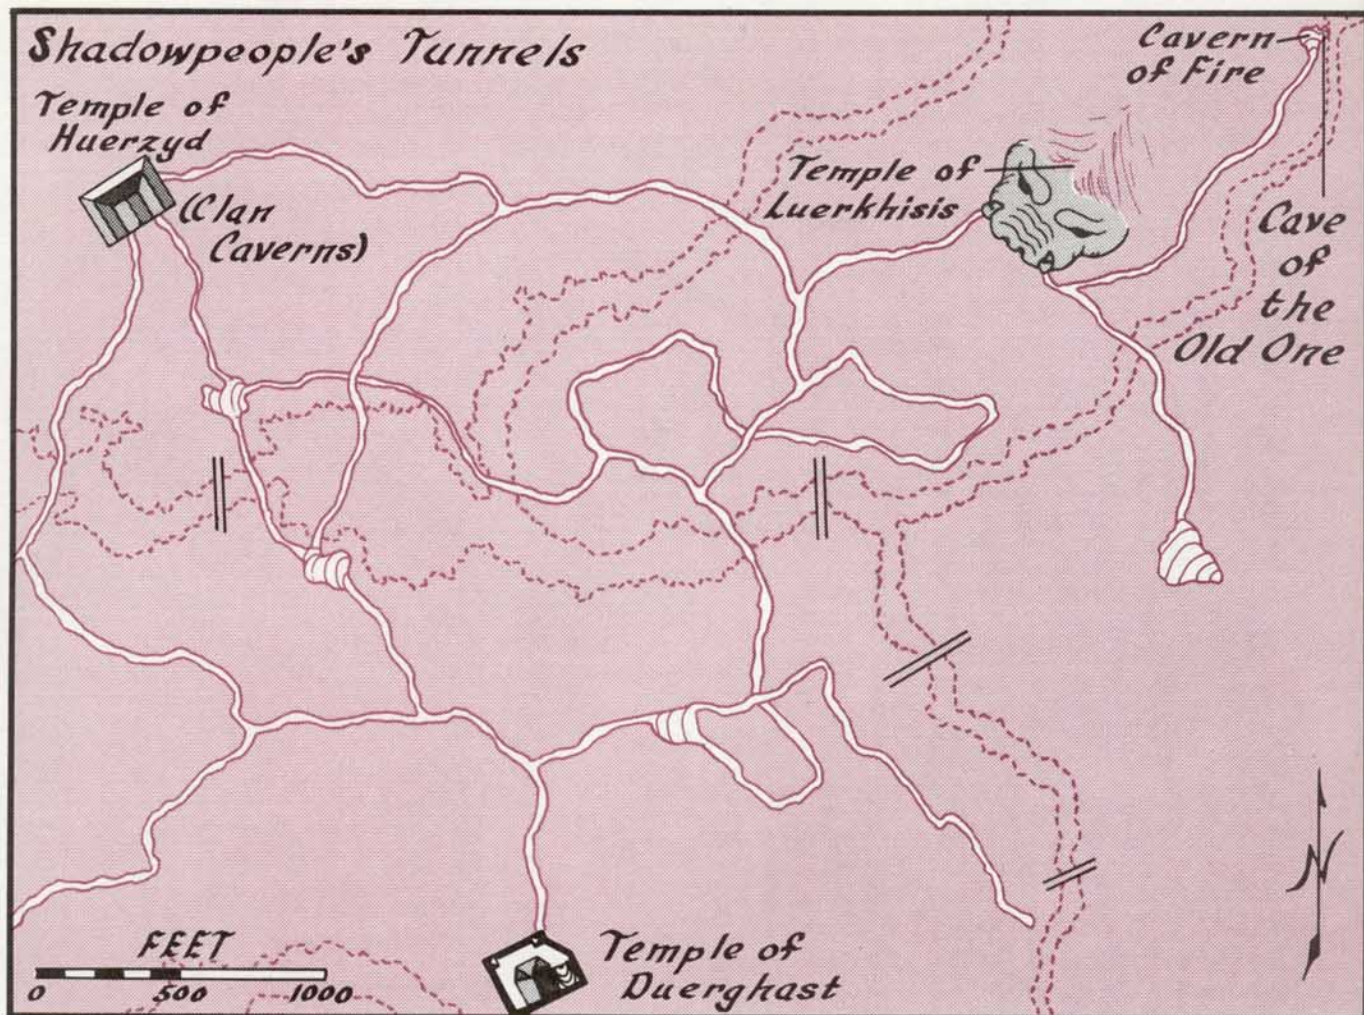 Shadowpeople's Tunnels
Temple of
Huerzyd
(Clan
Caverns)
Cavern
of Fire
Temple of
Luerkhisis
Cave
of
the
Old One
FEET
0 500 1000
Temple of
Duerghast
N